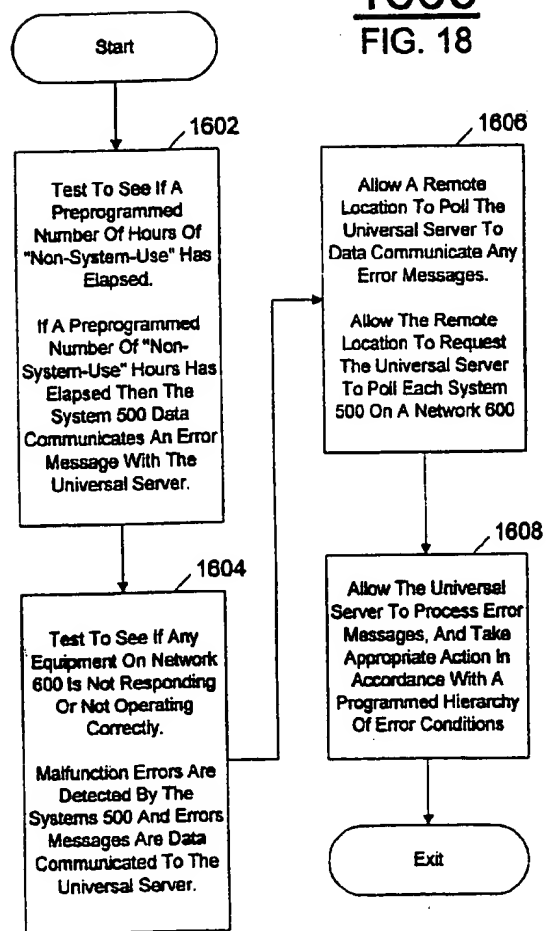 FIG. 18
Start
1602
Test To See If A
Preprogrammed
Number Of Hours Of
"Non-System-Use" Has
Elapsed.
If A Preprogrammed
Number Of "Non-
System-Use" Hours Has
Elapsed Then The
System 500 Data
Communicates An Error
Message With The
Universal Server.
1604
Test To See If Any
Equipment On Network
600 Is Not Responding
Or Not Operating
Correctly.
Malfunction Errors Are
Detected By The
Systems 500 And Errors
Messages Are Data
Communicated To The
Universal Server.
1606
Allow A Remote
Location To Poll The
Universal Server To
Data Communicate Any
Error Messages.
Allow The Remote
Location To Request
The Universal Server
To Poll Each System
500 On A Network 600
1608
Allow The Universal
Server To Process Error
Messages, And Take
Appropriate Action In
Accordance With A
Programmed Hierarchy
Of Error Conditions
Exit